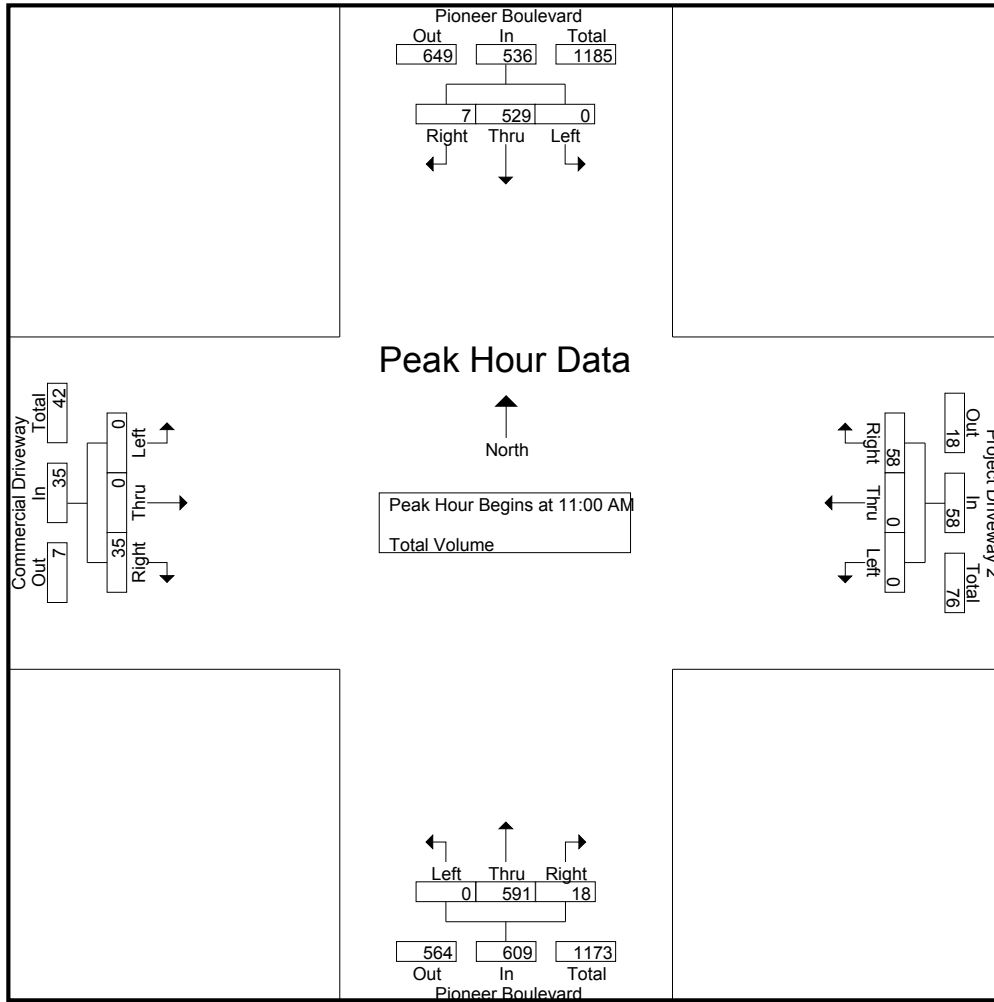 Pioneer Boulevard
Out In Total
649 536 1185
7 529 0
Right Thru Left
Peak Hour Data
North
Peak Hour Begins at 11:00 AM
Total Volume
Commercial Driveway
Out In Total
7 35 42
35 0 0
Right Thru Left
Project Driveway 2
Out In Total
18 58 76
58 0 0
Right Thru Left
Left Thru Right
0 591 18
564 609 1173
Out In Total
Pioneer Boulevard